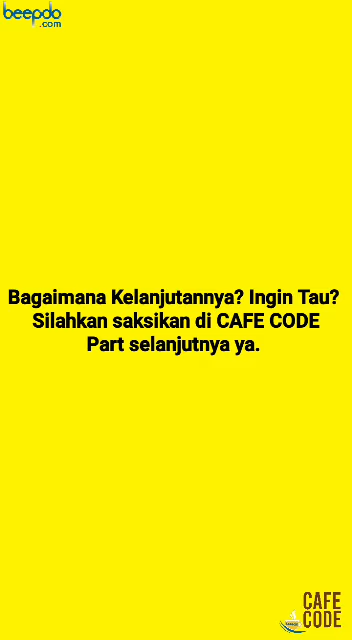 beepdo
.com
Bagaimana Kelanjutannya? Ingin Tau?
Silahkan saksikan di CAFE CODE
Part selanjutnya ya.
CAFE
CODE